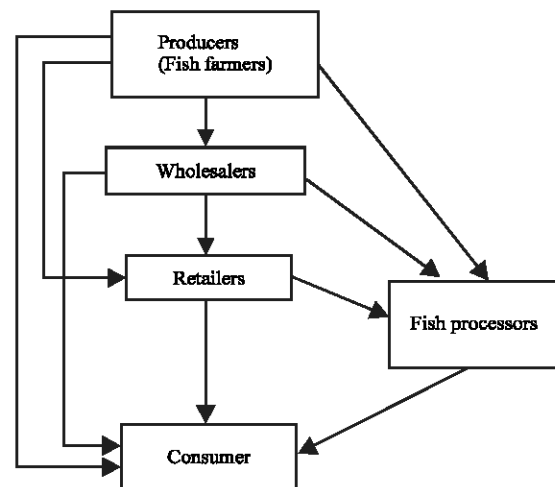 Producers
(Fish farmers)
Wholesalers
Retailers
Fish processors
Consumer